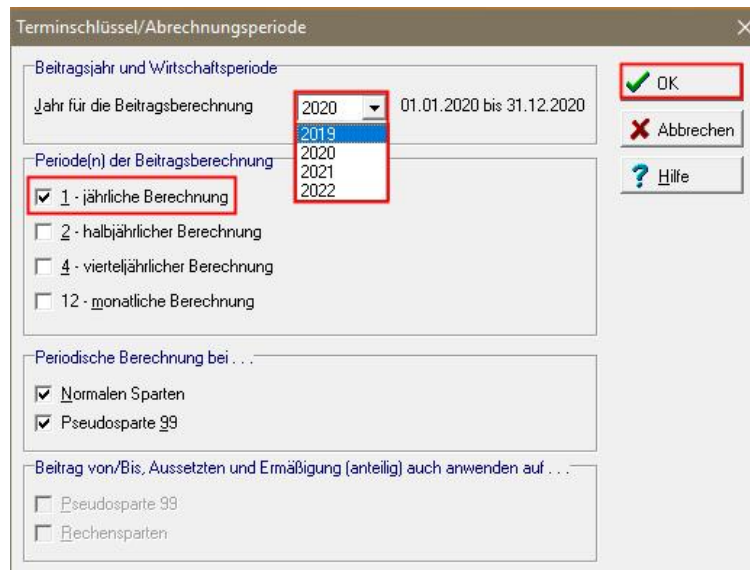 Terminschlüssel/Abrechnungsperiode
Beitragsjahr und Wirtschaftsperiode
Jahr für die Beitragsberechnung 2020 01.01.2020 bis 31.12.2020
2019
2020
2021
2022
OK
Abbrechen
Hilfe
Periode(n) der Beitragsberechnung
1 - jährliche Berechnung
2 - halbjährlicher Berechnung
4 - vierteljährlicher Berechnung
12 - monatliche Berechnung
Periodische Berechnung bei . . .
Normalen Sparten
Pseudosparte 99
Beitrag von/Bis, Aussetzten und Ermäßigung (anteilig) auch anwenden auf . . .
Pseudosparte 99
Rechensparten